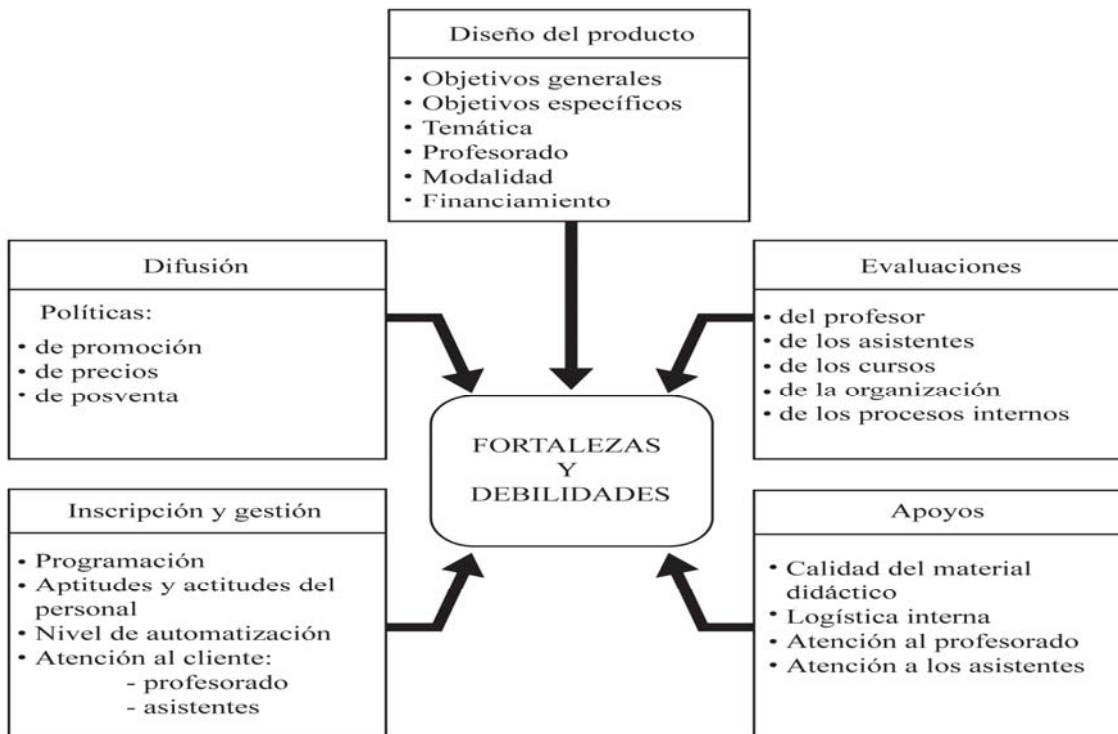 Diseño del producto
• Objetivos generales
• Objetivos específicos
• Temática
• Profesorado
• Modalidad
• Financiamiento
Difusión
Políticas:
• de promoción
• de precios
• de posventa
Evaluaciones
• del profesor
• de los asistentes
• de los cursos
• de la organización
• de los procesos internos
FORTALEZAS
Y
DEBILIDADES
Inscripción y gestión
• Programación
• Aptitudes y actitudes del
personal
• Nivel de automatización
• Atención al cliente:
- profesorado
- asistentes
Apoyos
• Calidad del material
didáctico
• Logística interna
• Atención al profesorado
• Atención a los asistentes